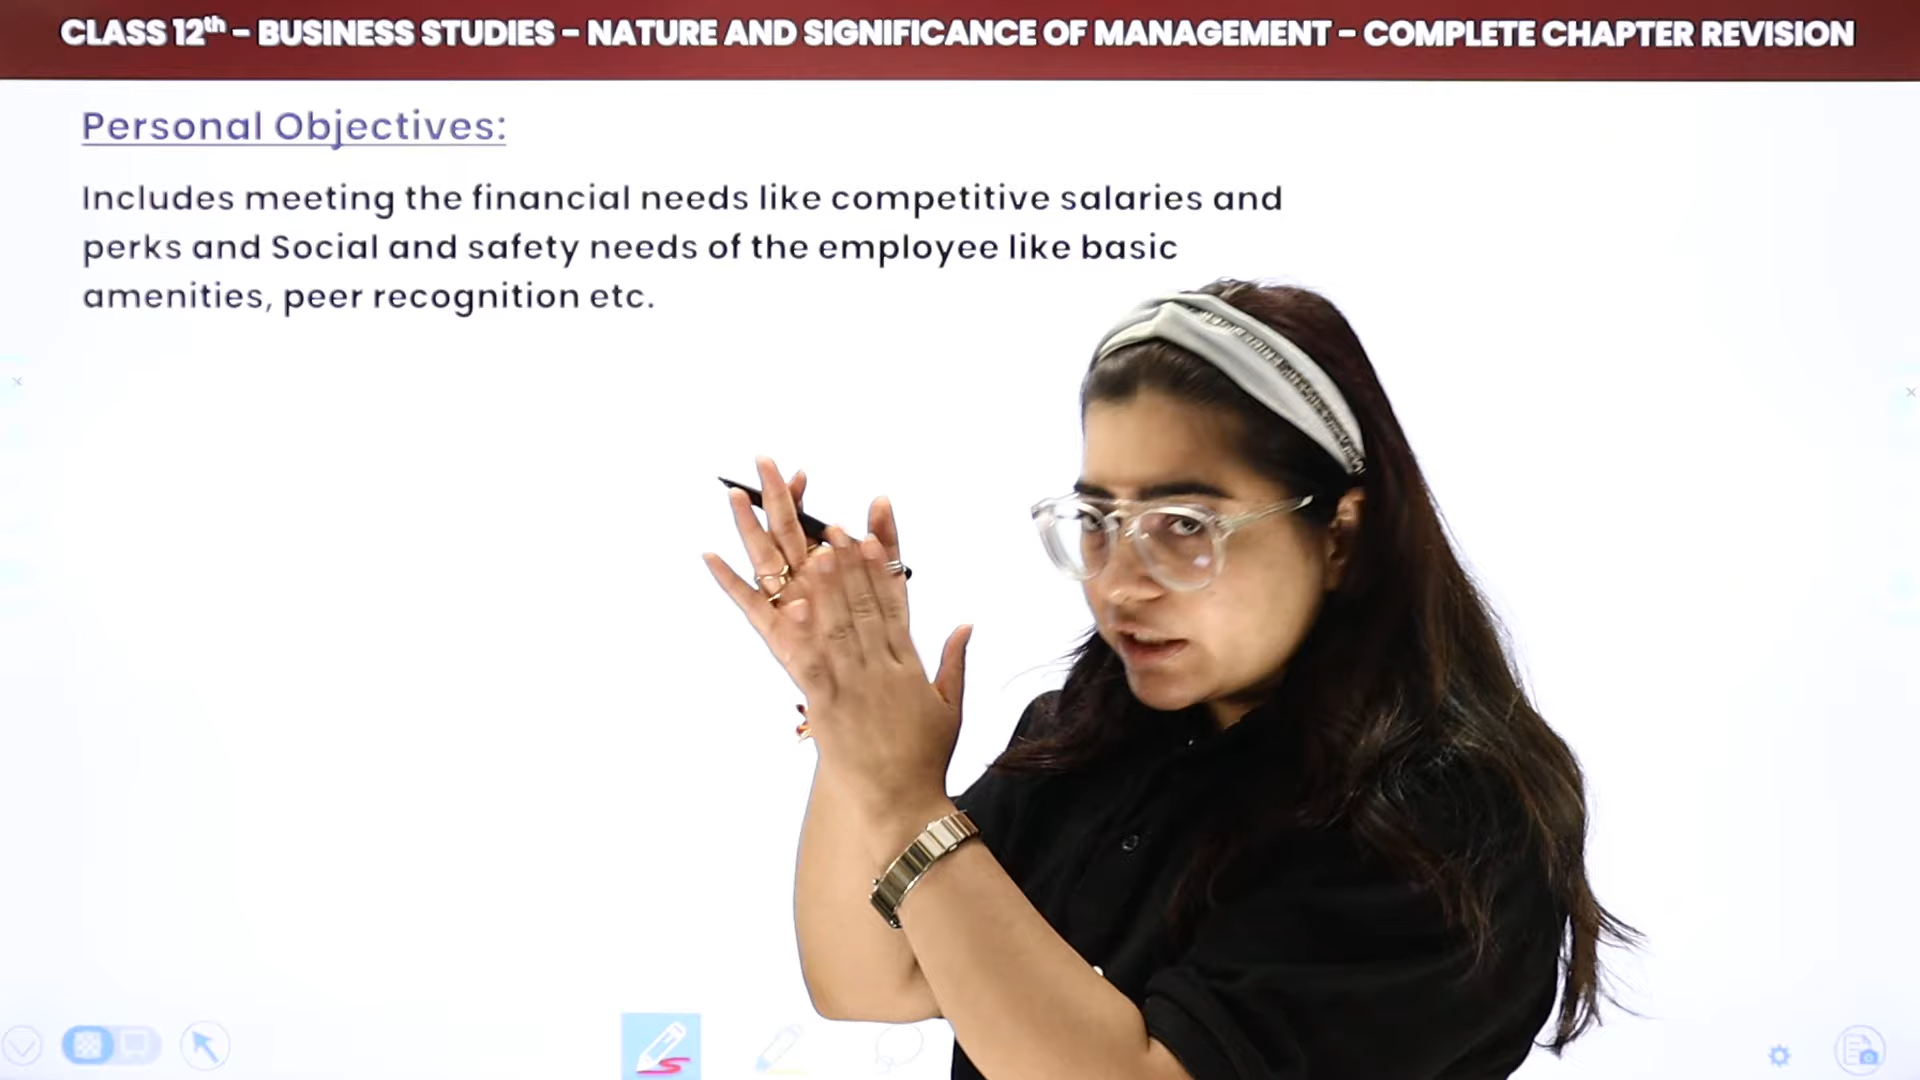 CLASS 12th – BUSINESS STUDIES – NATURE AND SIGNIFICANCE OF MANAGEMENT – COMPLETE CHAPTER REVISION
Personal Objectives:
Includes meeting the financial needs like competitive salaries and
perks and Social and safety needs of the employee like basic
amenities, peer recognition etc.